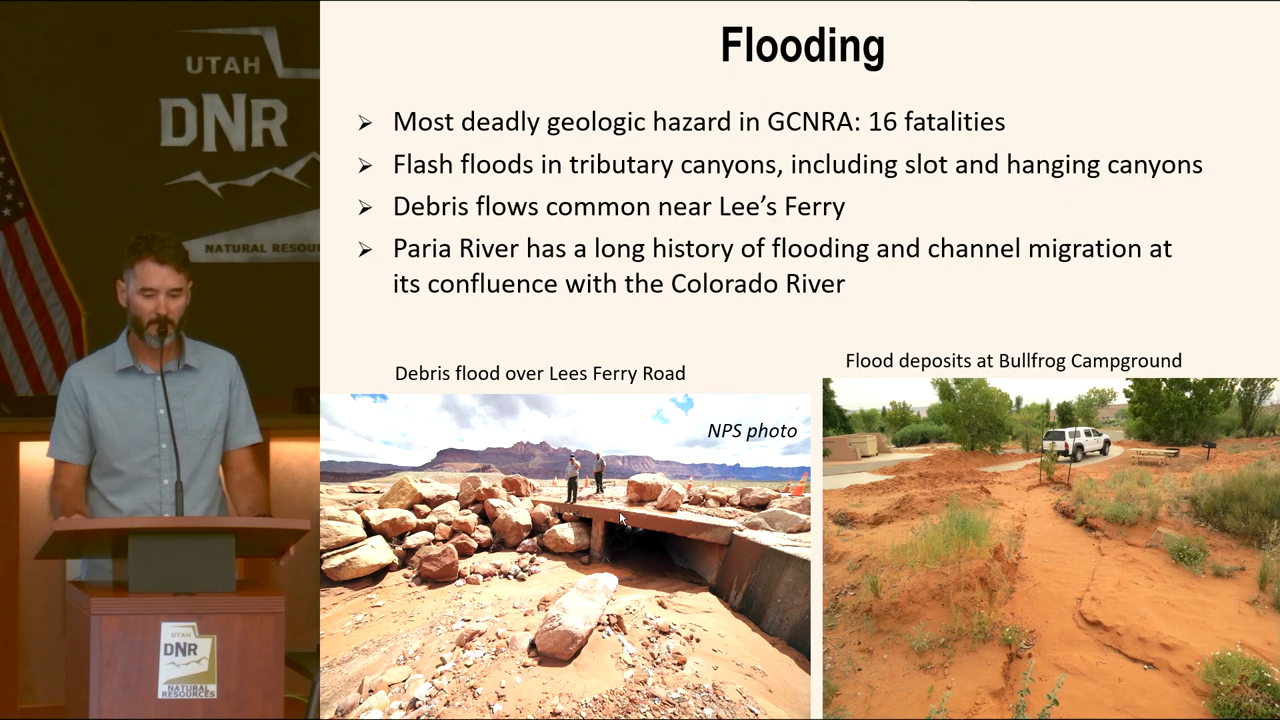 UTAH
DNR
NATURAL RESOU
UTAH
DNR
NATURAL
RESOURCES
Flooding
Most deadly geologic hazard in GCNRA: 16 fatalities
Flash floods in tributary canyons, including slot and hanging canyons
Debris flows common near Lee’s Ferry
Paria River has a long history of flooding and channel migration at
its confluence with the Colorado River
Debris flood over Lees Ferry Road
NPS photo
Flood deposits at Bullfrog Campground